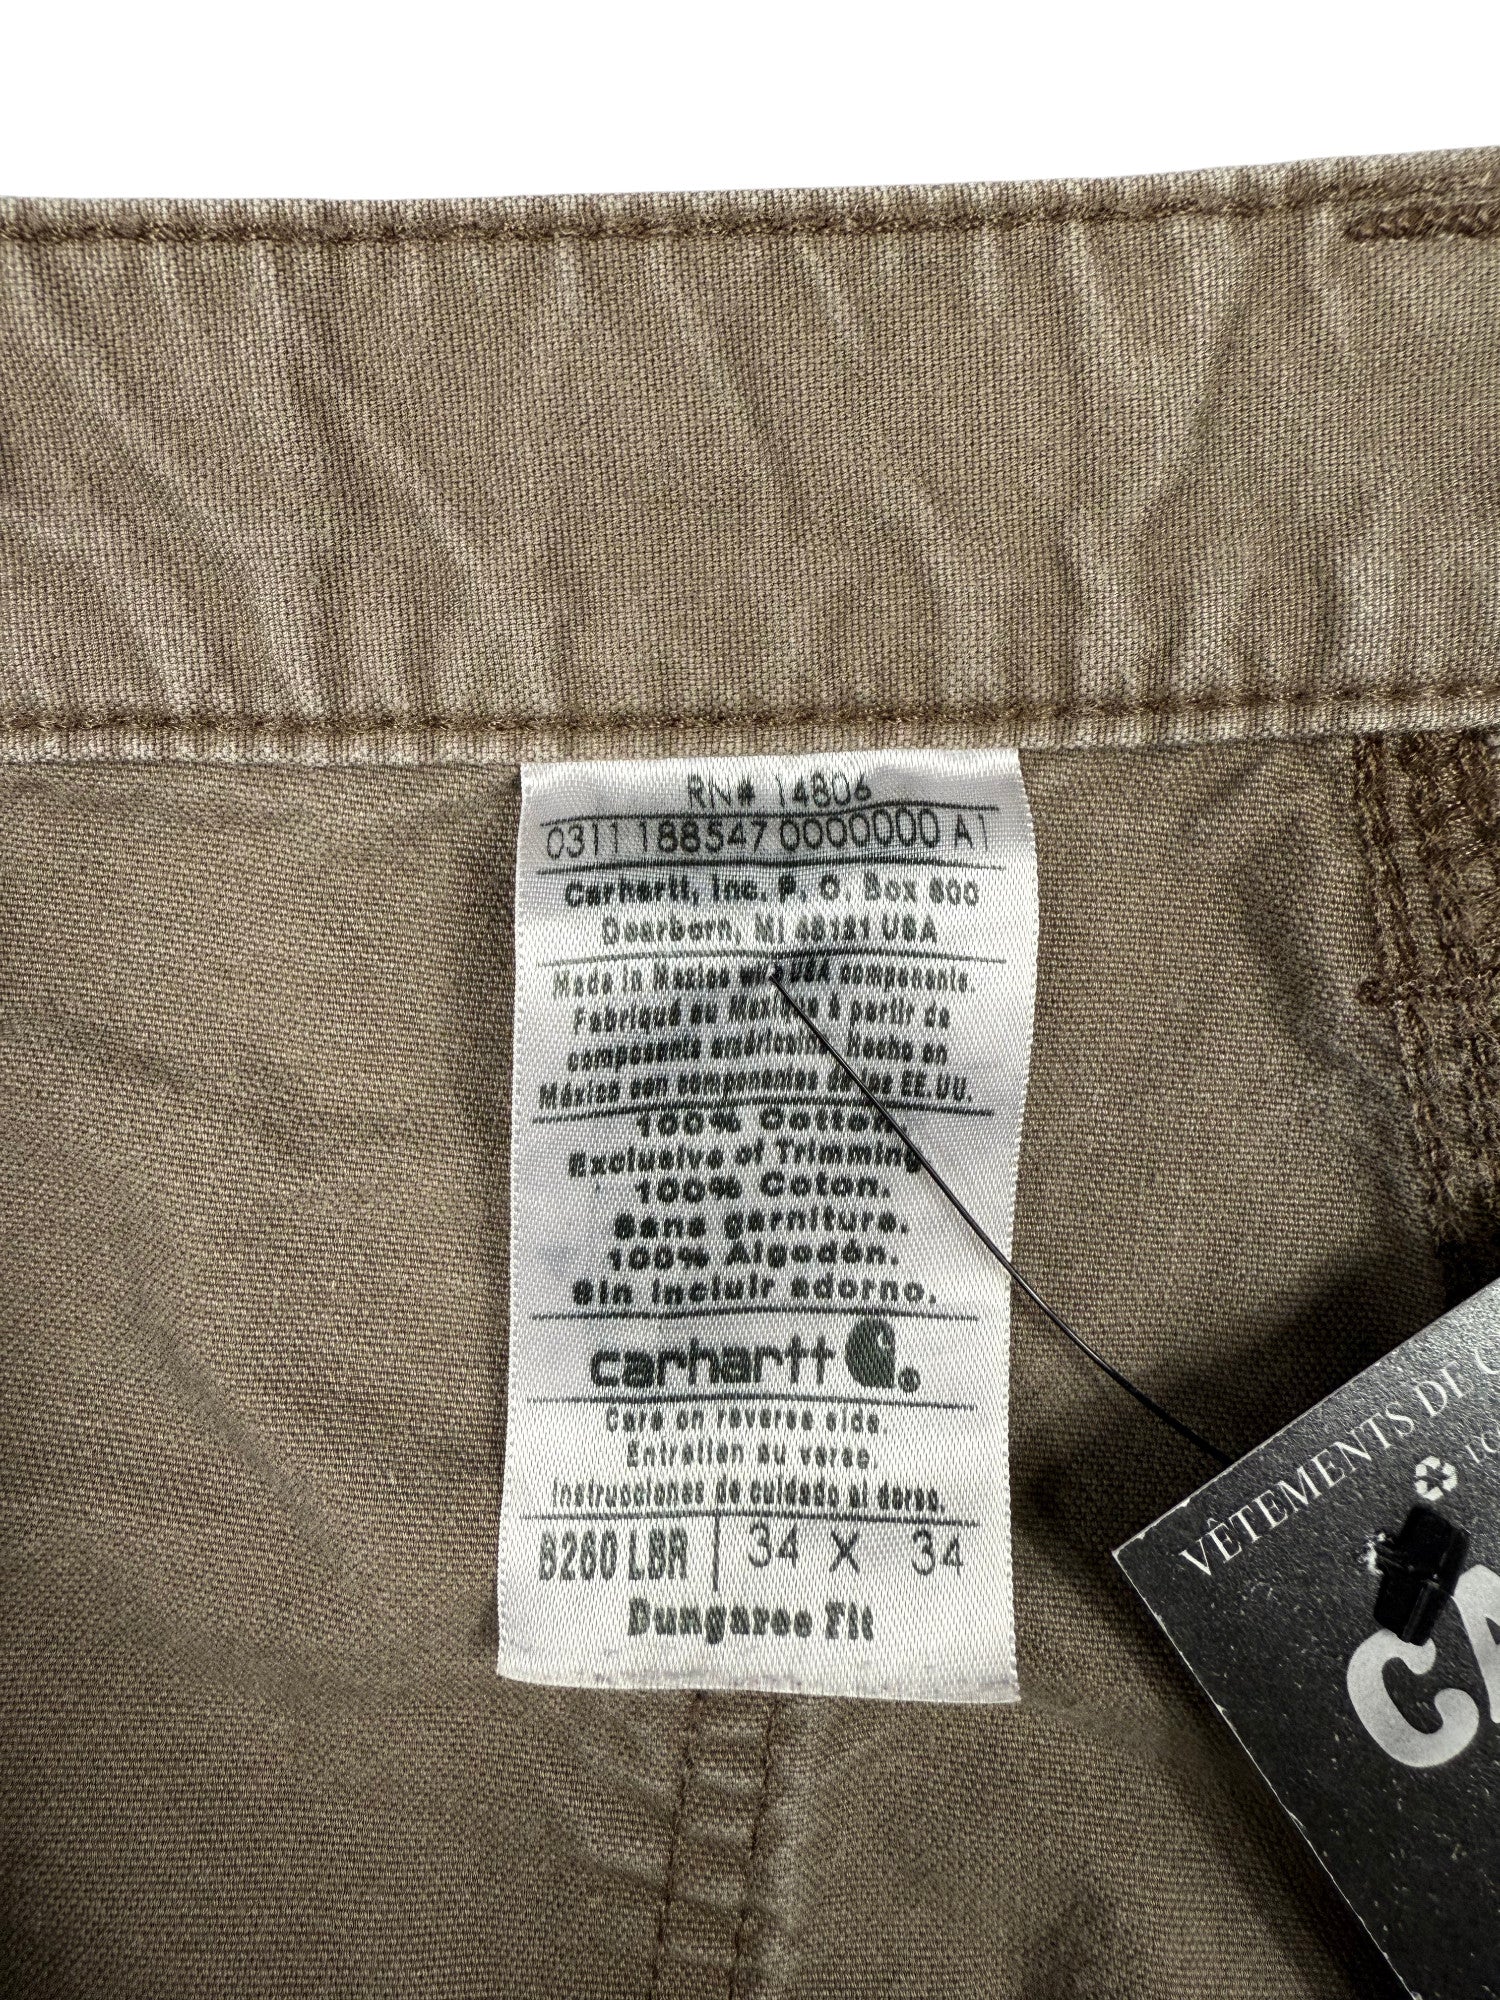 RN# 14806
0311 188547 0000000 A1
Carhartt, Inc. P. O. Box 600
Dearborn, MI 48121 USA
Made in Mexico with USA components.
Fabriqué au Mexique à partir de
composants américains. Hecho en
México con componentes de los EE.UU.
100% Cotton
Exclusive of Trimming
100% Coton.
Sans garniture.
100% Algodón.
Sin incluir adorno.
carhartt ®
Care on reverse side.
Entretien au verso.
Instrucciones de cuidado al dorso.
B260 LBR 34 X 34
Dungaree Fit
VÊTEMENTS DE